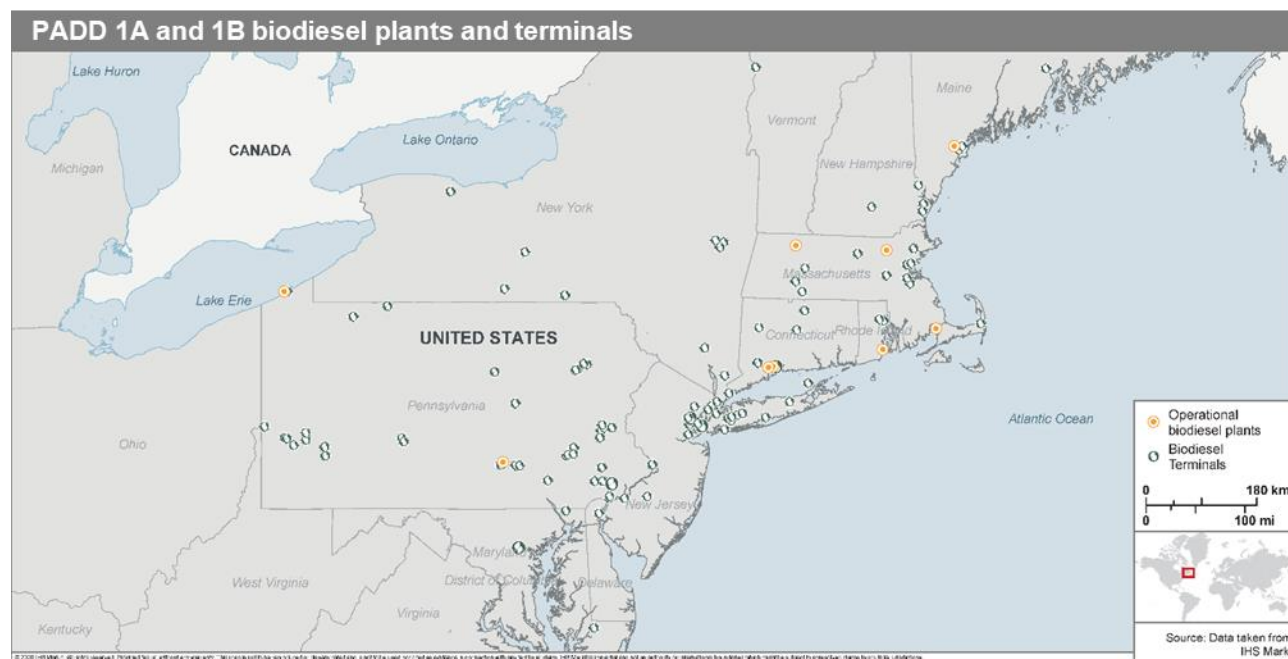 PADD 1A and 1B biodiesel plants and terminals
Lake Huron
Maine
Vermont
CANADA
Lake Ontario
Michigan
New Hampshire
New York
Massachusetts
Lake Erie
UNITED STATES
Connecticut
Rhode Island
Pennsylvania
Atlantic Ocean
Ohio
New Jersey
Maryland
West Virginia
District of
Delaware
Virginia
Kentucky
Operational
biodiesel plants
Biodiesel
Terminals
0
180 km
0
100 mi
Source: Data taken from
IHS Mark